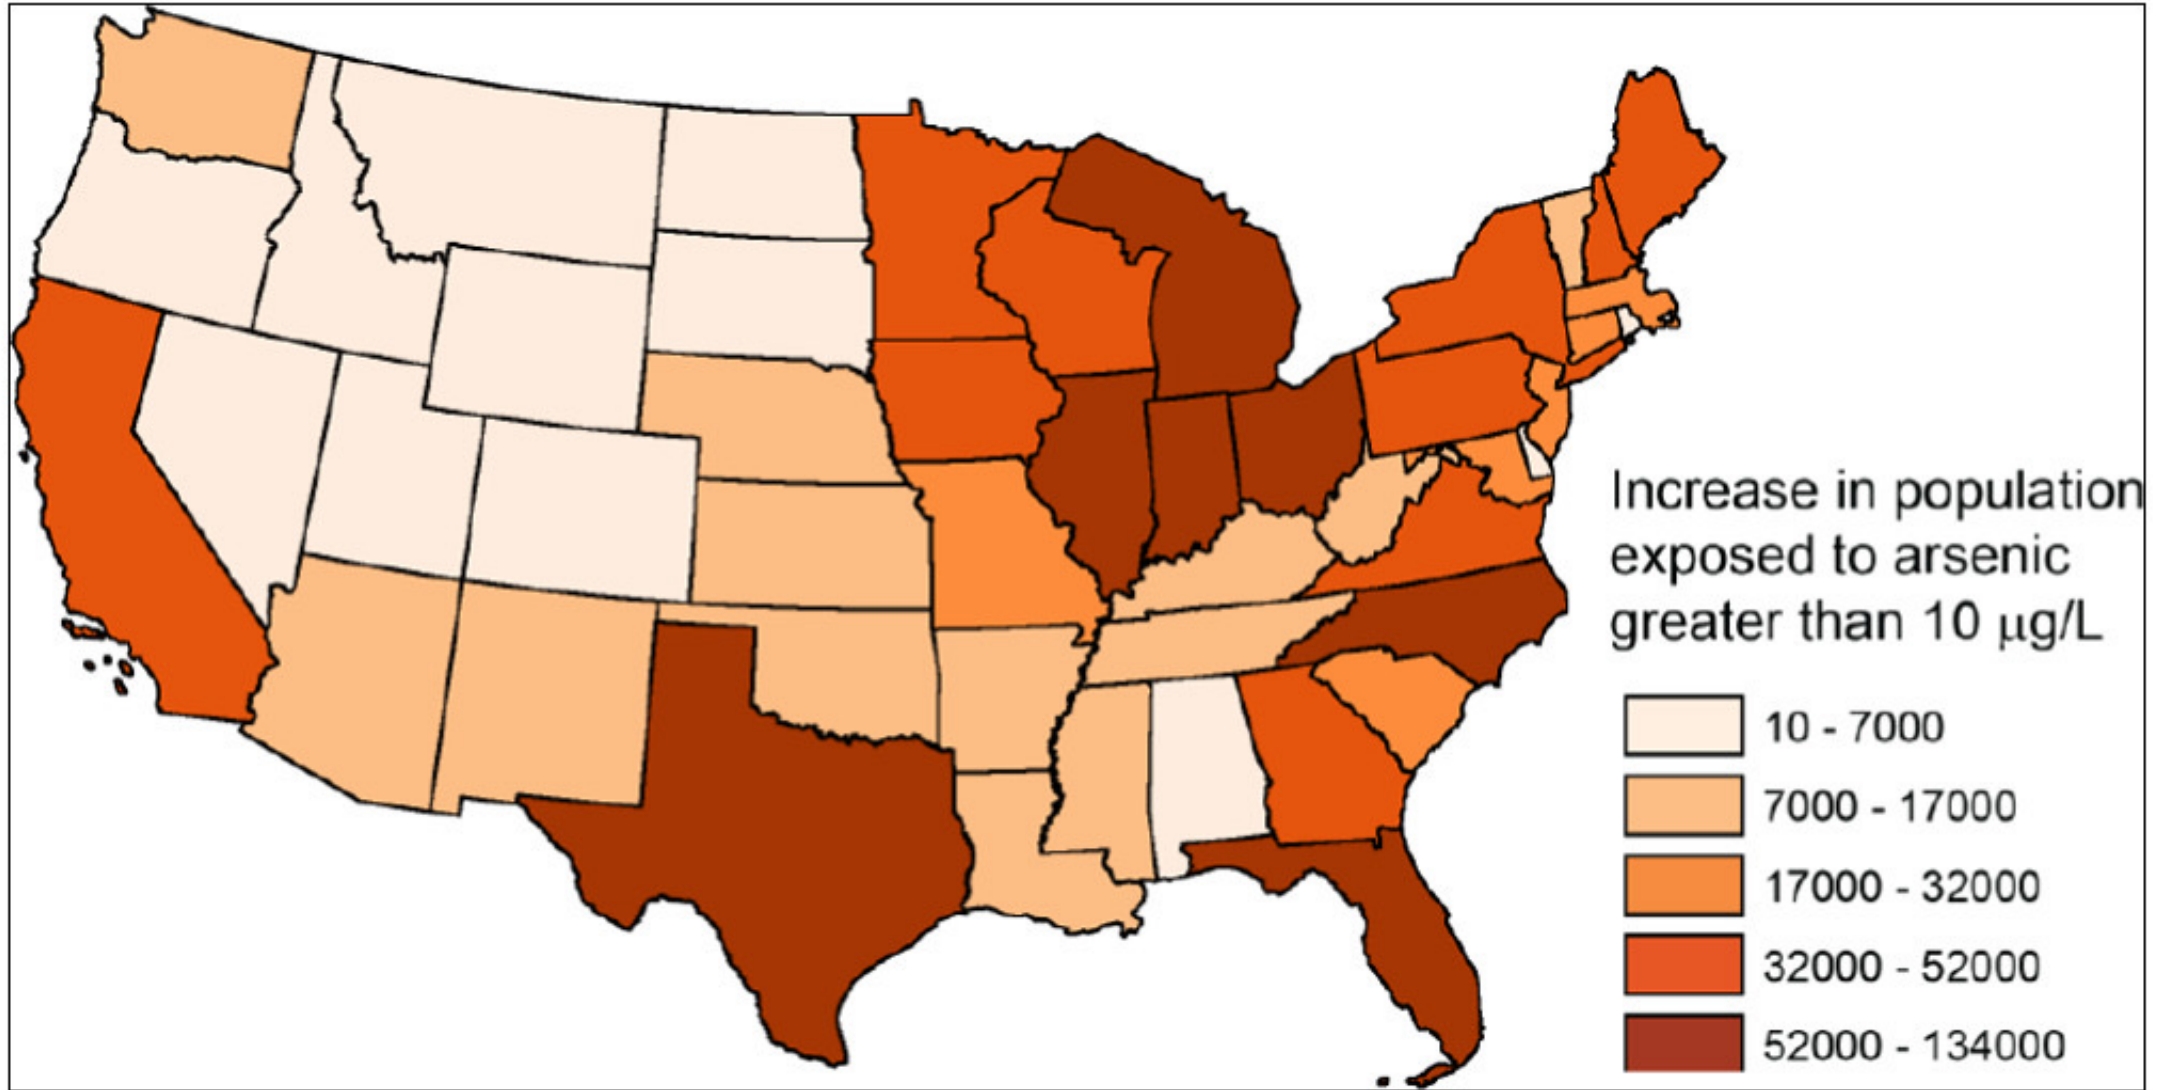 Increase in population
exposed to arsenic
greater than 10 μg/L
10 - 7000
7000 - 17000
17000 - 32000
32000 - 52000
52000 - 134000